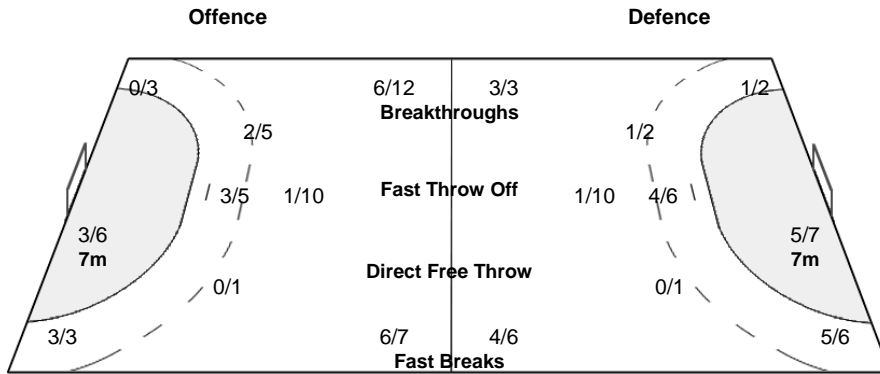 Offence Defence
0/3 6/12 3/3 1/2
Breakthroughs
2/5 1/2
3/5 1/10 Fast Throw Off 1/10 4/6
3/6 5/7
7m 7m
Direct Free Throw
0/1 0/1
3/3 6/7 4/6 5/6
Fast Breaks